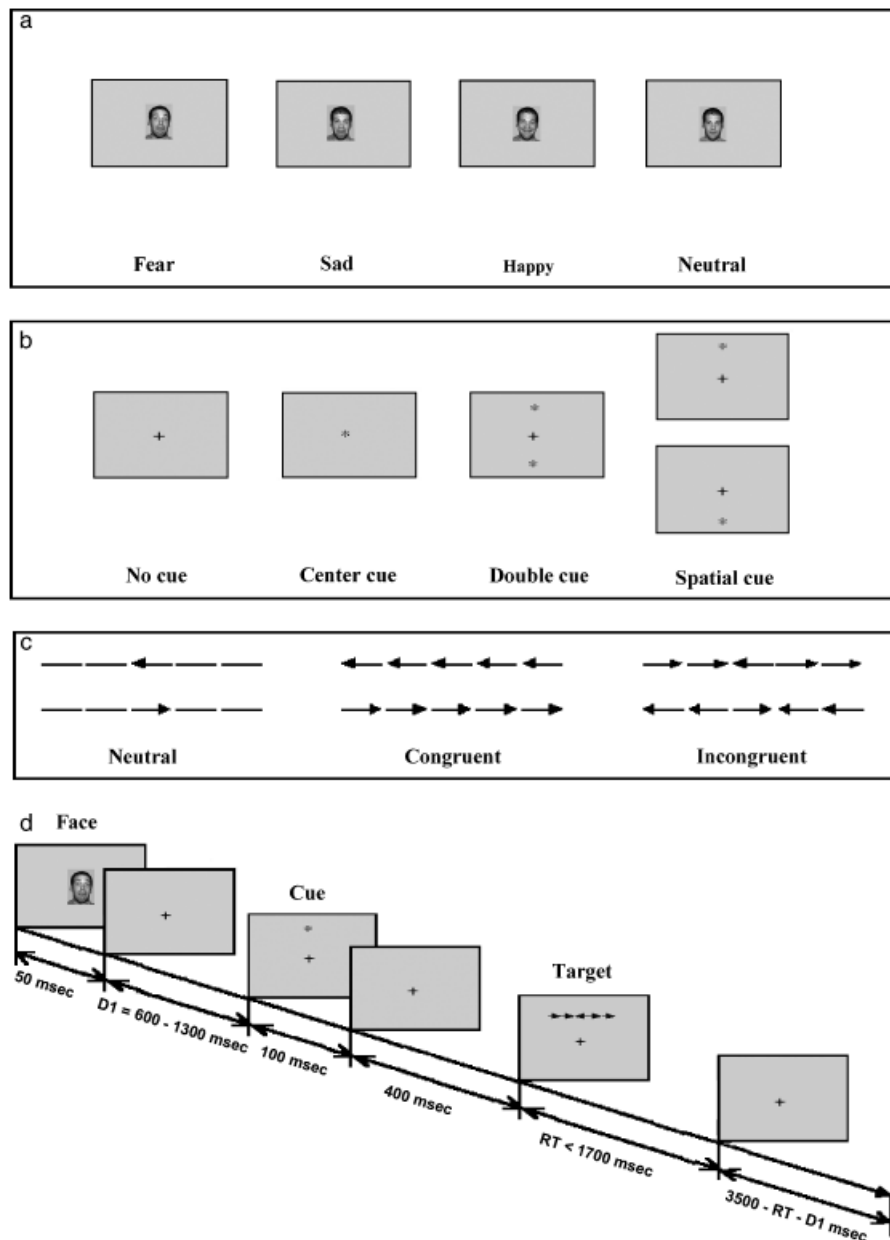 a
Fear Sad Happy Neutral
b
No cue Center cue Double cue Spatial cue
c
Neutral Congruent Incongruent
d
Face
Cue
Target
50 msec
D1 = 600 - 1300 msec
100 msec
400 msec
RT < 1700 msec
3500 - RT - D1 msec